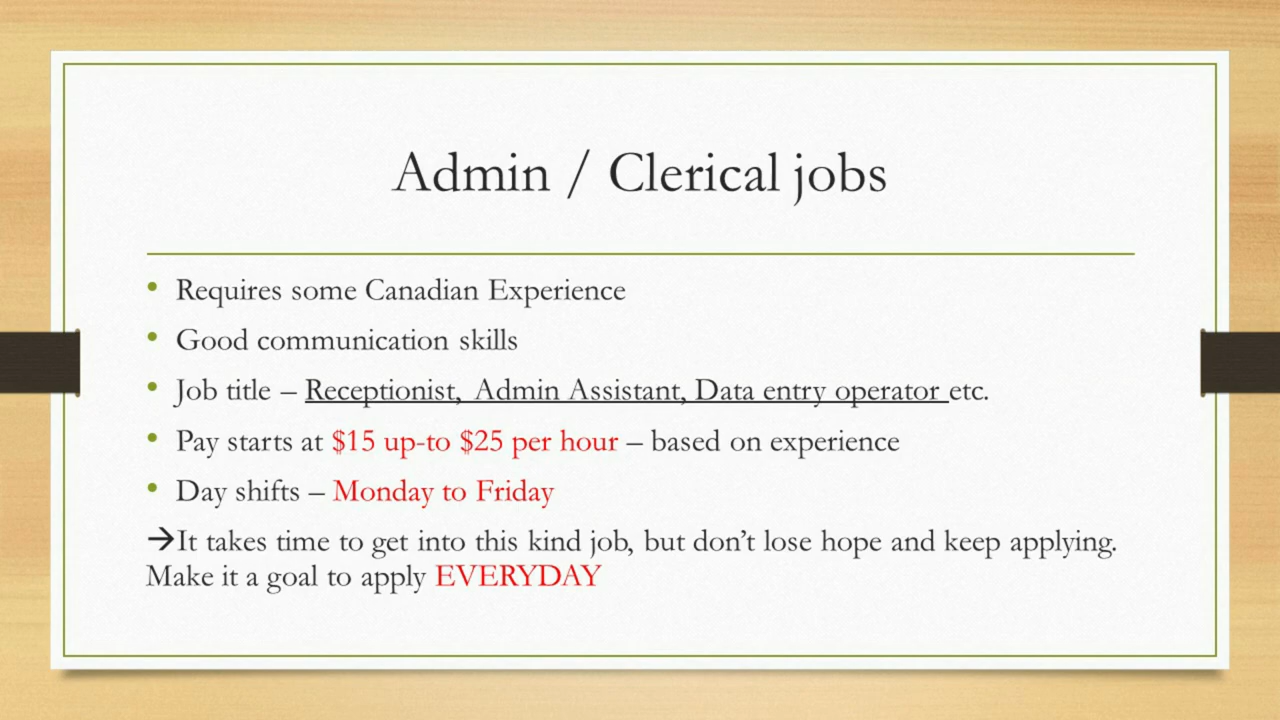 Admin / Clerical jobs
• Requires some Canadian Experience
• Good communication skills
• Job title – Receptionist, Admin Assistant, Data entry operator etc.
• Pay starts at $15 up-to $25 per hour – based on experience
• Day shifts – Monday to Friday
→It takes time to get into this kind job, but don’t lose hope and keep applying.
Make it a goal to apply EVERYDAY